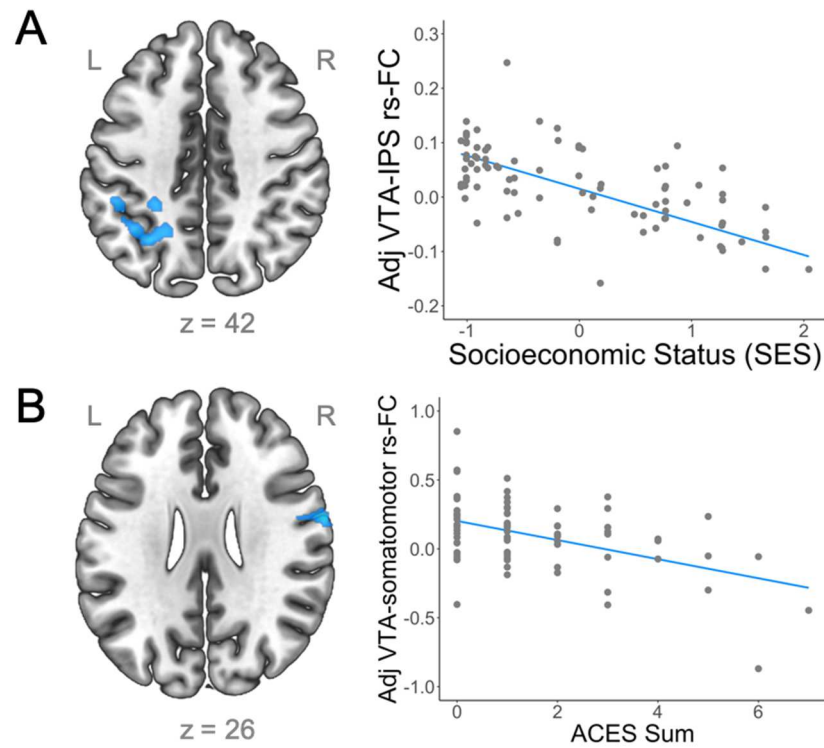 A
L
R
z = 42
Adj VTA-IPS rs-FC
0.3
0.2
0.1
0.0
-0.1
-0.2
-1
0
1
2
Socioeconomic Status (SES)
B
L
R
z = 26
Adj VTA-somatomotor rs-FC
1.0
0.5
0.0
-0.5
-1.0
0
2
4
6
ACES Sum